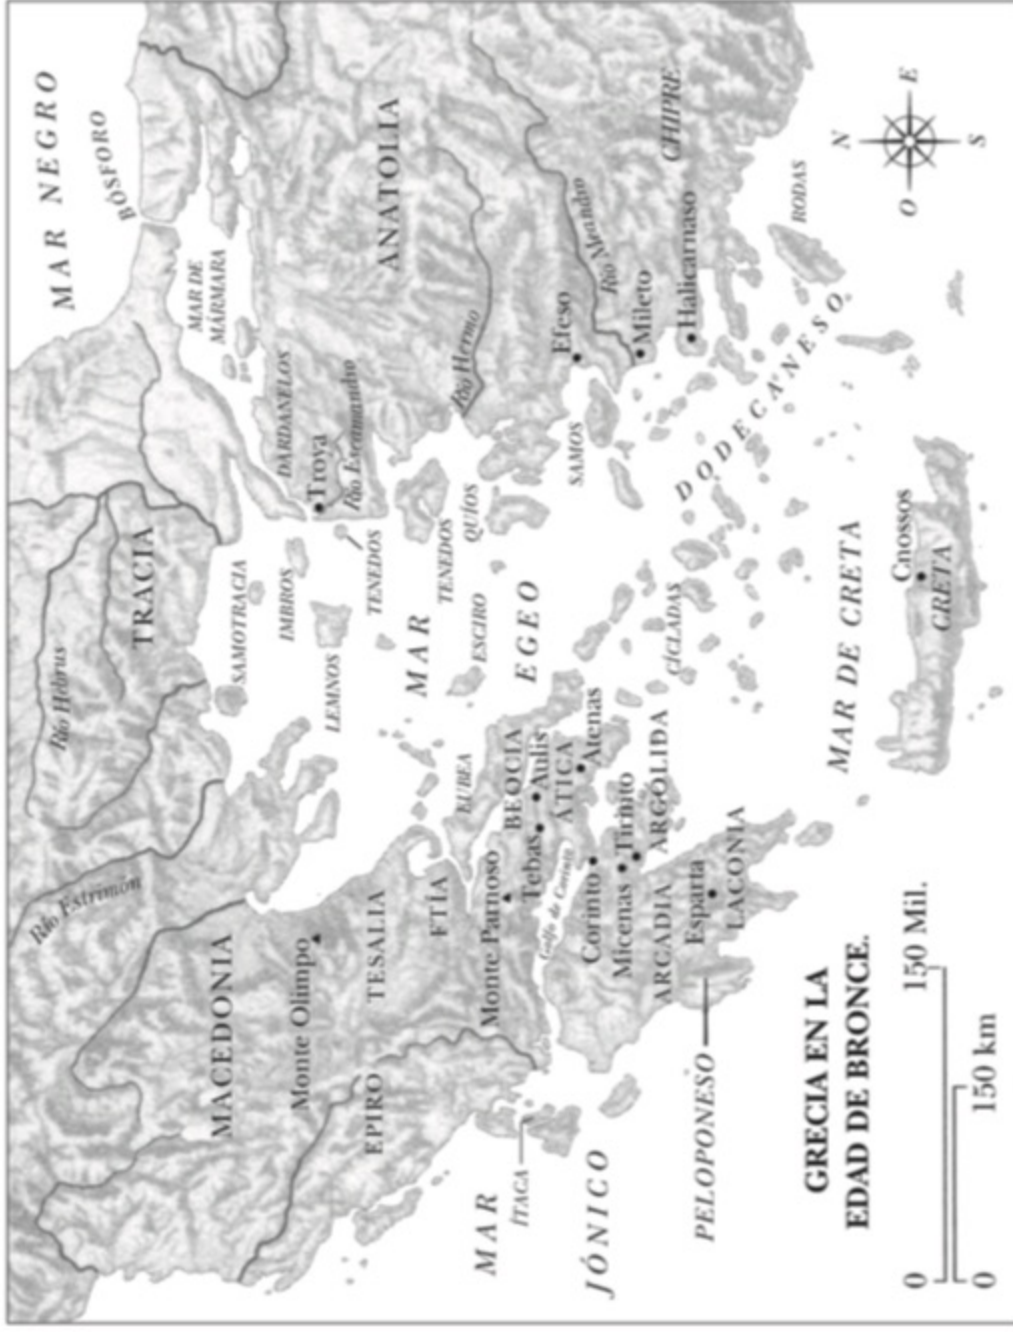 MAR NEGRO
BÓSFORO
MAR DE
MÁRMARA
TRACIA
Río Hebrus
Río Estrimón
MACEDONIA
Monte Olimpo
SAMOTRACIA
IMBROS
LEMNOS
TENEDOS
DARDANELOS
Troya
Río Escamandro
ANATOLIA
Río Hermo
EPIRO
TESALIA
FTÍA
MAR
EGEO
TENEDOS
QUÍOS
ESCIRO
EUBEA
Monte Parnoso
BEOCIA
Tebas
Aulis
ÁTICA
Atenas
Golfo de Corinto
Corinto
Micenas
Tirinto
ARGÓLIDA
ARCADIA
Esparta
LACONIA
PELOPONESO
MAR
JÓNICO
ÍTACA
SAMOS
Efeso
Río Meandro
Mileto
Halicarnaso
CHIPRE
RODAS
DODECANESO
CÍCLADAS
MAR DE CRETA
Cnossos
CRETA
N
O
E
S
GRECIA EN LA
EDAD DE BRONCE.
0
150 Mil.
0
150 km